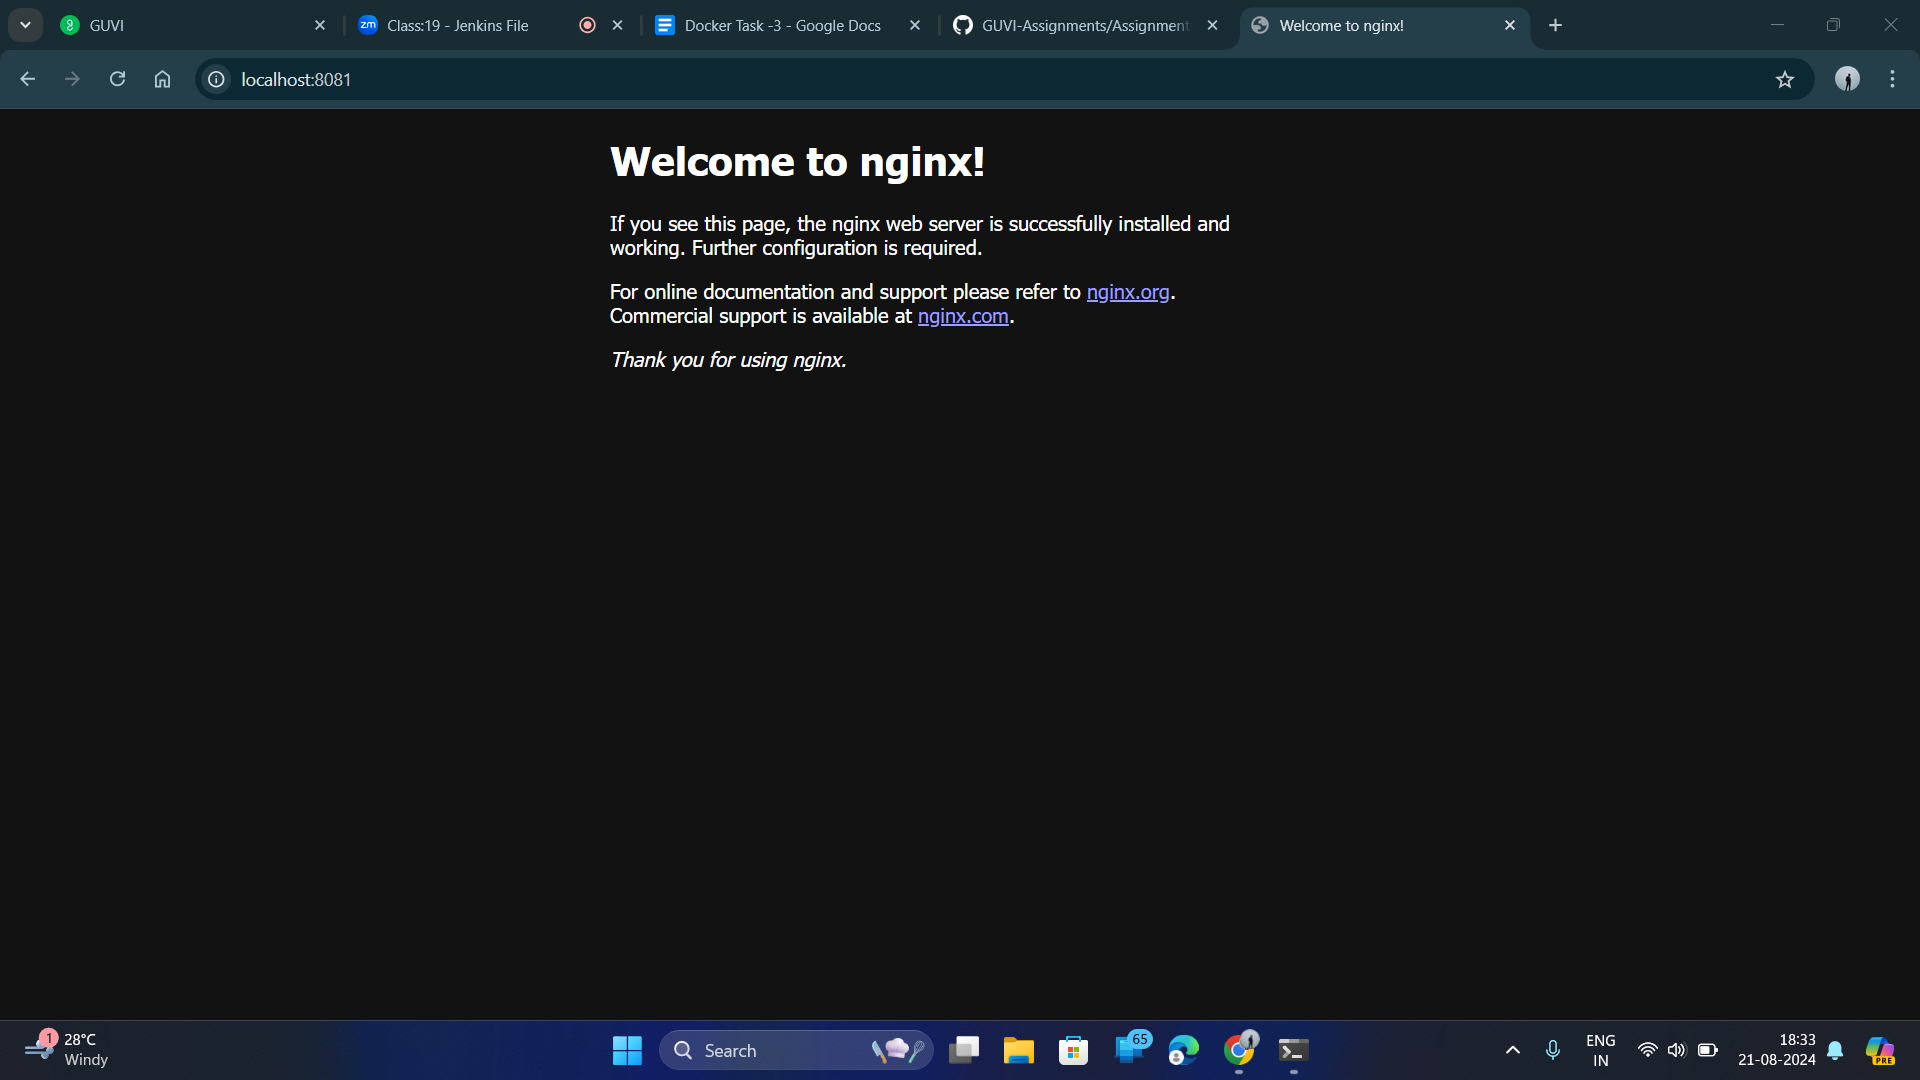 GUVI
zm
Class:19 - Jenkins File
Docker Task -3 - Google Docs
GUVI-Assignments/Assignment
Welcome to nginx!
localhost:8081
Welcome to nginx!
If you see this page, the nginx web server is successfully installed and
working. Further configuration is required.
For online documentation and support please refer to nginx.org.
Commercial support is available at nginx.com.
Thank you for using nginx.
1
28°C
Windy
Search
65
ENG
IN
18:33
21-08-2024
PRE